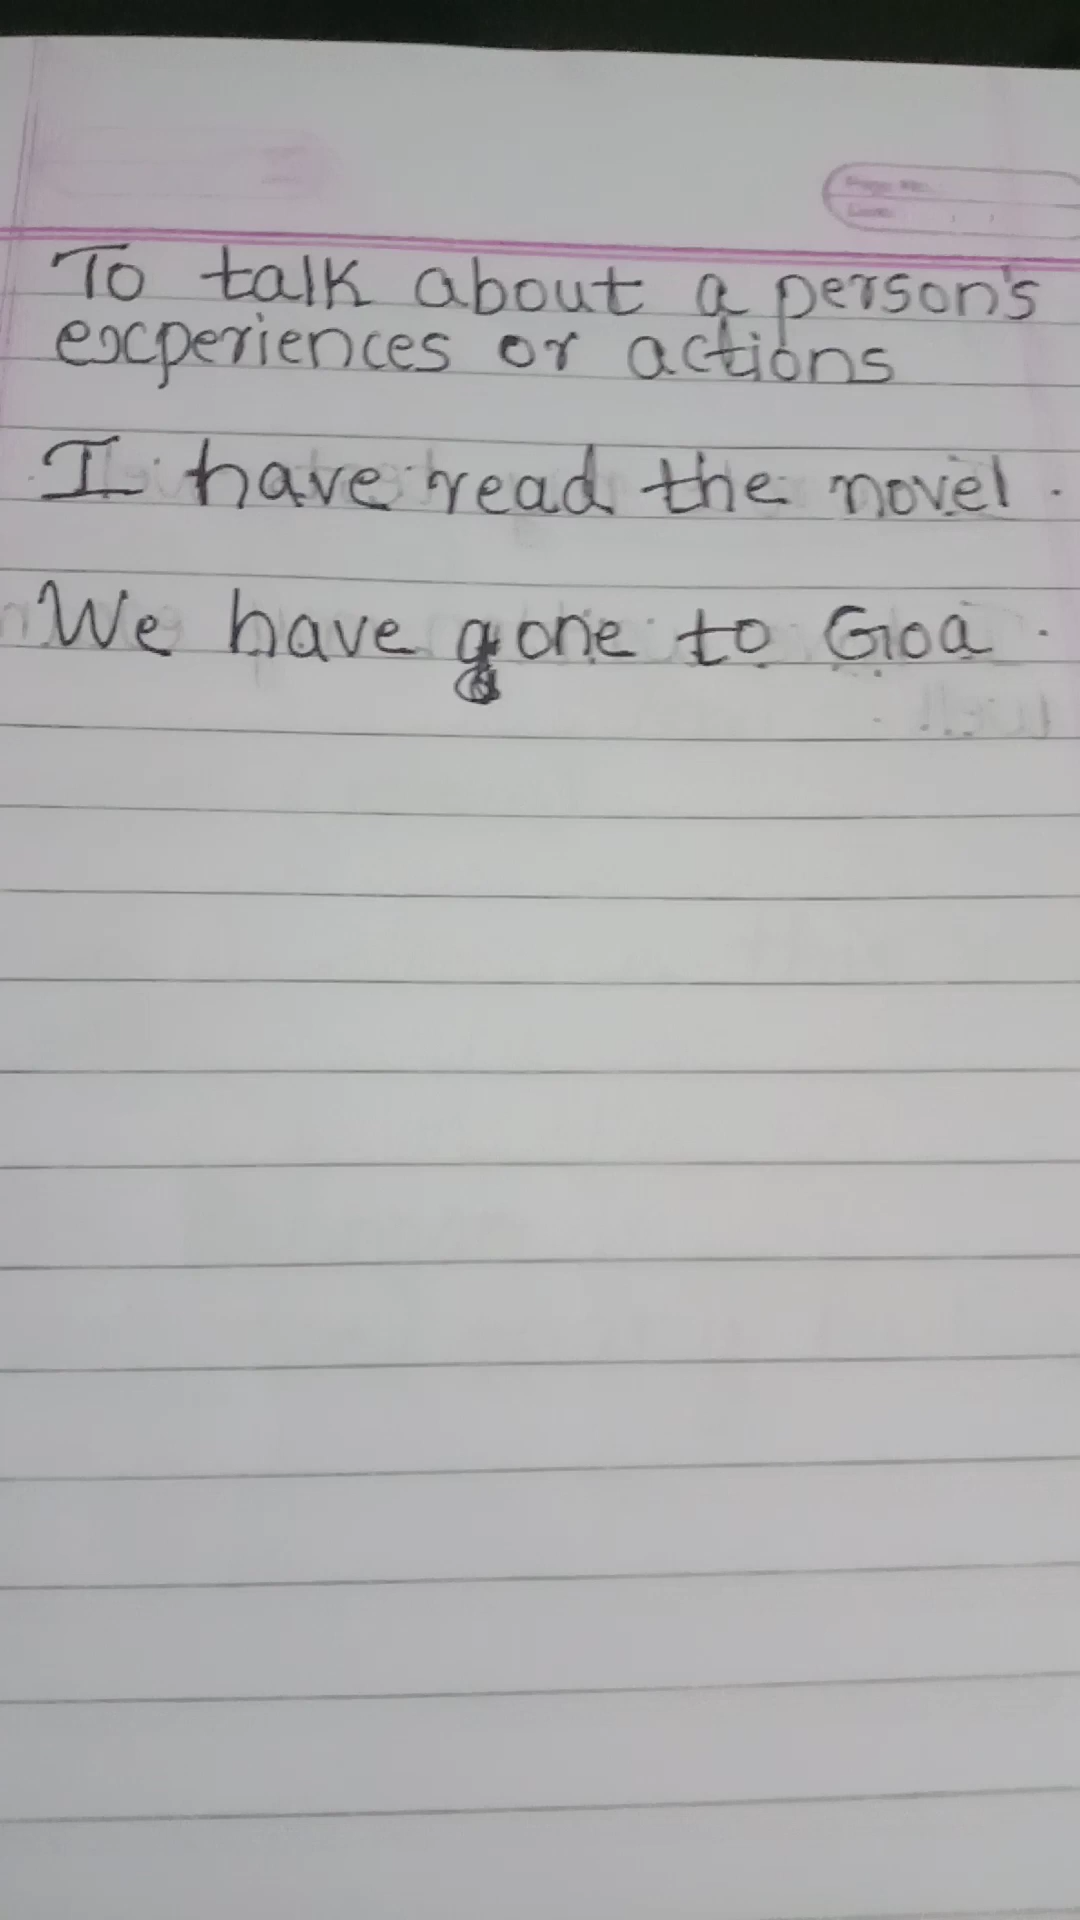 To talk about a person's
experiences or actions
I have read the novel.
We have gone to Goa.